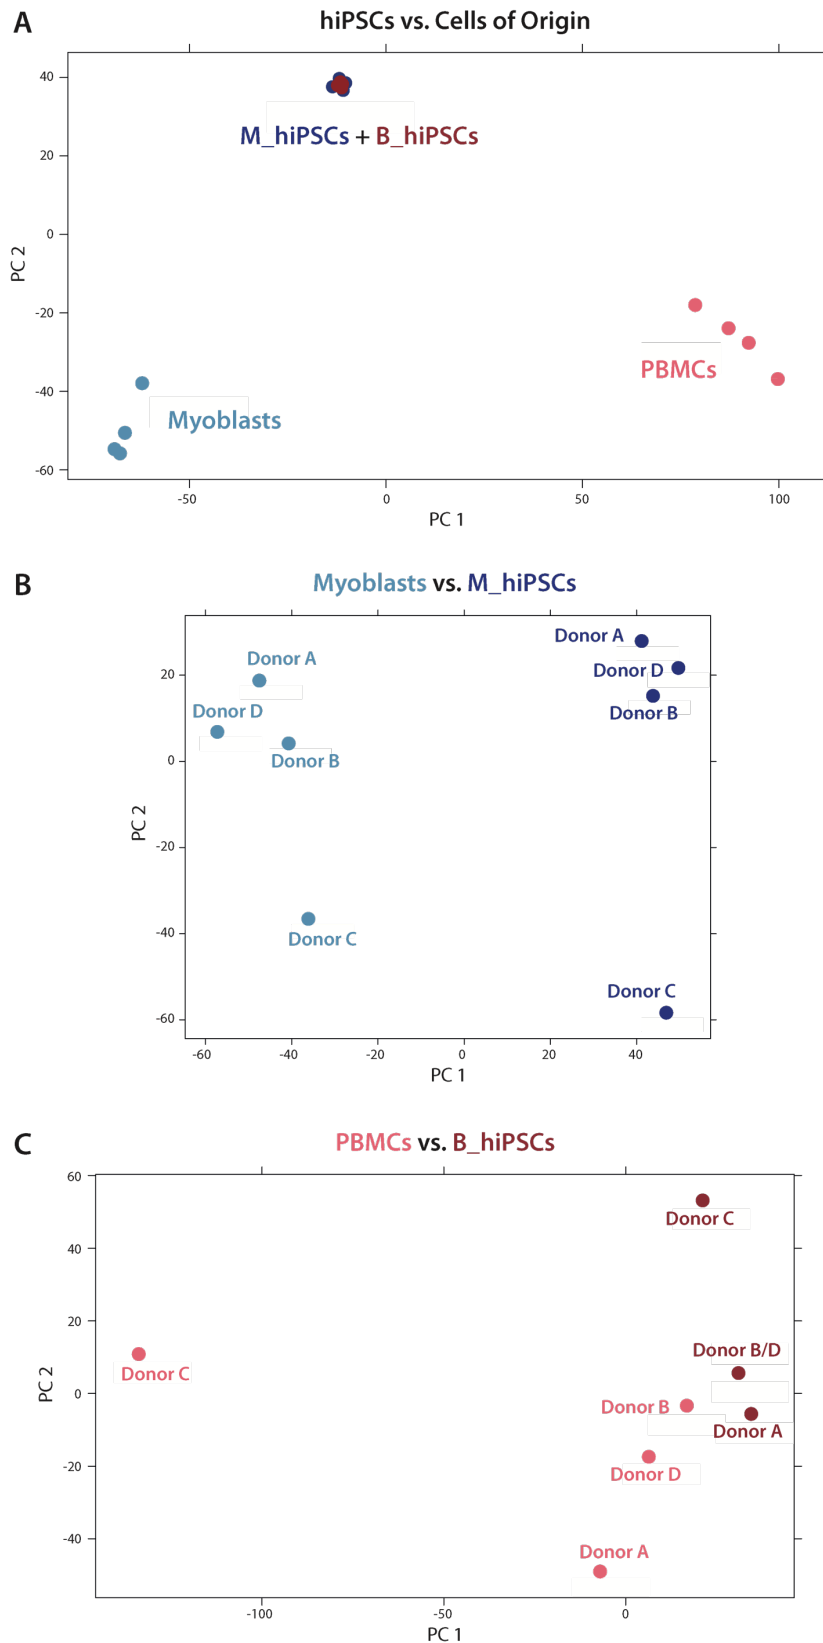 A
hiPSCs vs. Cells of Origin
40
M_hiPSCs + B_hiPSCs
20
0
PC 2
-20
PBMCs
-40
Myoblasts
-60
-50 0 50 100
PC 1
B
Myoblasts vs. M_hiPSCs
Donor A
Donor A
Donor D
20
Donor D
Donor B
Donor B
0
PC 2
-20
-40
Donor C
Donor C
-60
-60 -40 -20 0 20 40
PC 1
C
PBMCs vs. B_hiPSCs
60
Donor C
40
20
Donor B/D
Donor C
PC 2
0
Donor B
Donor A
-20
Donor D
-40
Donor A
-100 -50 0
PC 1